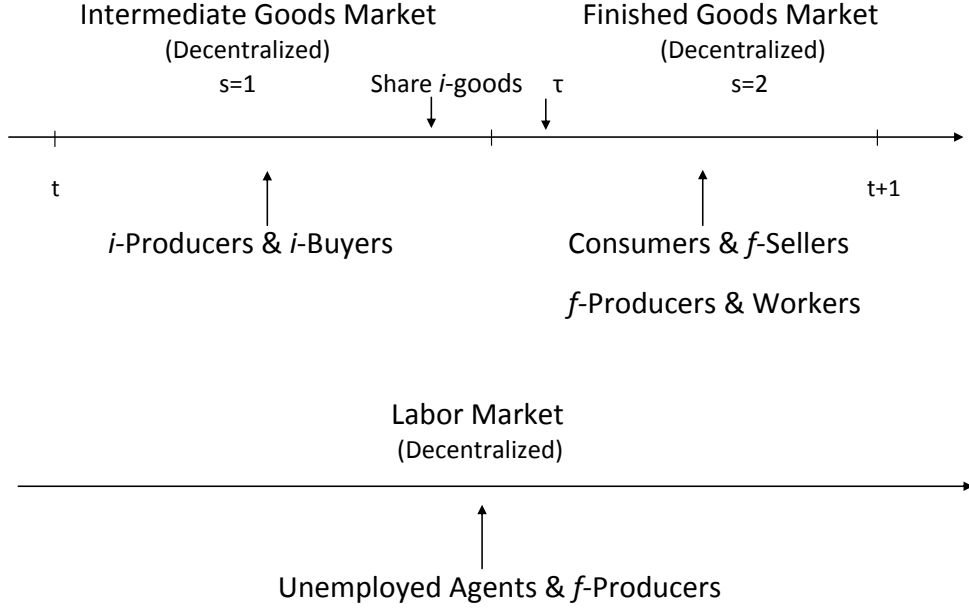 Intermediate Goods Market
(Decentralized)
s=1
Share i-goods
τ
Finished Goods Market
(Decentralized)
s=2
t
t+1
i-Producers & i-Buyers
Consumers & f-Sellers
f-Producers & Workers
Labor Market
(Decentralized)
Unemployed Agents & f-Producers